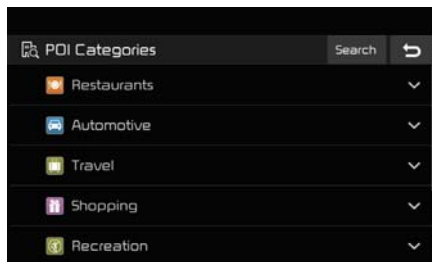 POI Categories Search
Restaurants
Automotive
Travel
Shopping
Recreation